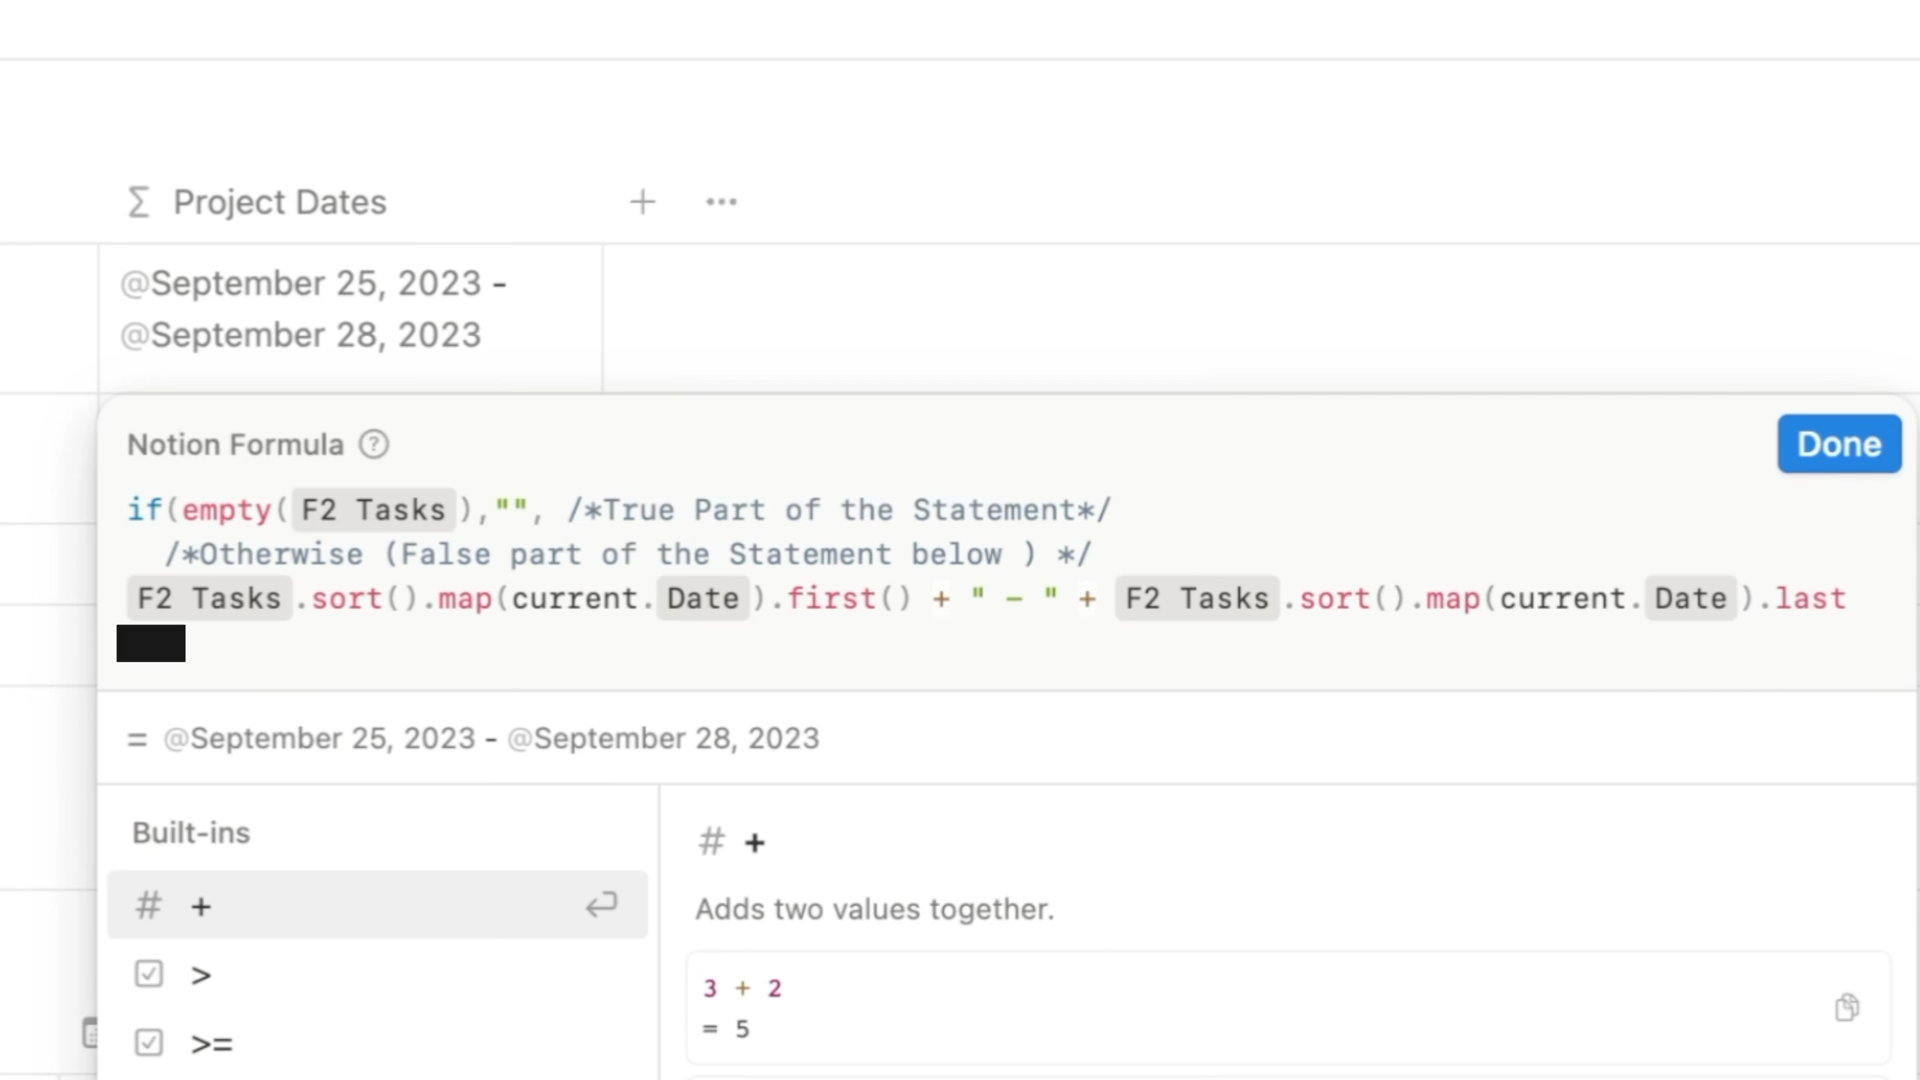 Σ Project Dates + •••
@September 25, 2023 -
@September 28, 2023
Notion Formula ?
Done
if(empty(F2 Tasks),"", /*True Part of the Statement*/
/*Otherwise (False part of the Statement below ) */
F2 Tasks.sort().map(current.Date).first() + " - " + F2 Tasks.sort().map(current.Date).last
= @September 25, 2023 - @September 28, 2023
Built-ins
# +
>
>=
# +
Adds two values together.
3 + 2
= 5